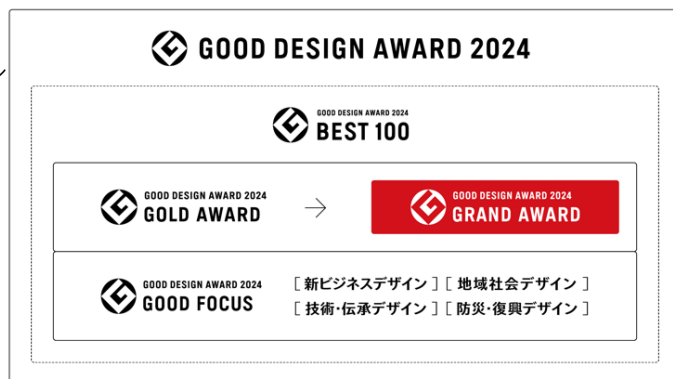 GOOD DESIGN AWARD 2024
GOOD DESIGN AWARD 2024
BEST 100
GOOD DESIGN AWARD 2024
GOLD AWARD
→
GOOD DESIGN AWARD 2024
GRAND AWARD
GOOD DESIGN AWARD 2024
GOOD FOCUS
[ 新ビジネスデザイン ] [ 地域社会デザイン ]
[ 技術・伝承デザイン ] [ 防災・復興デザイン ]